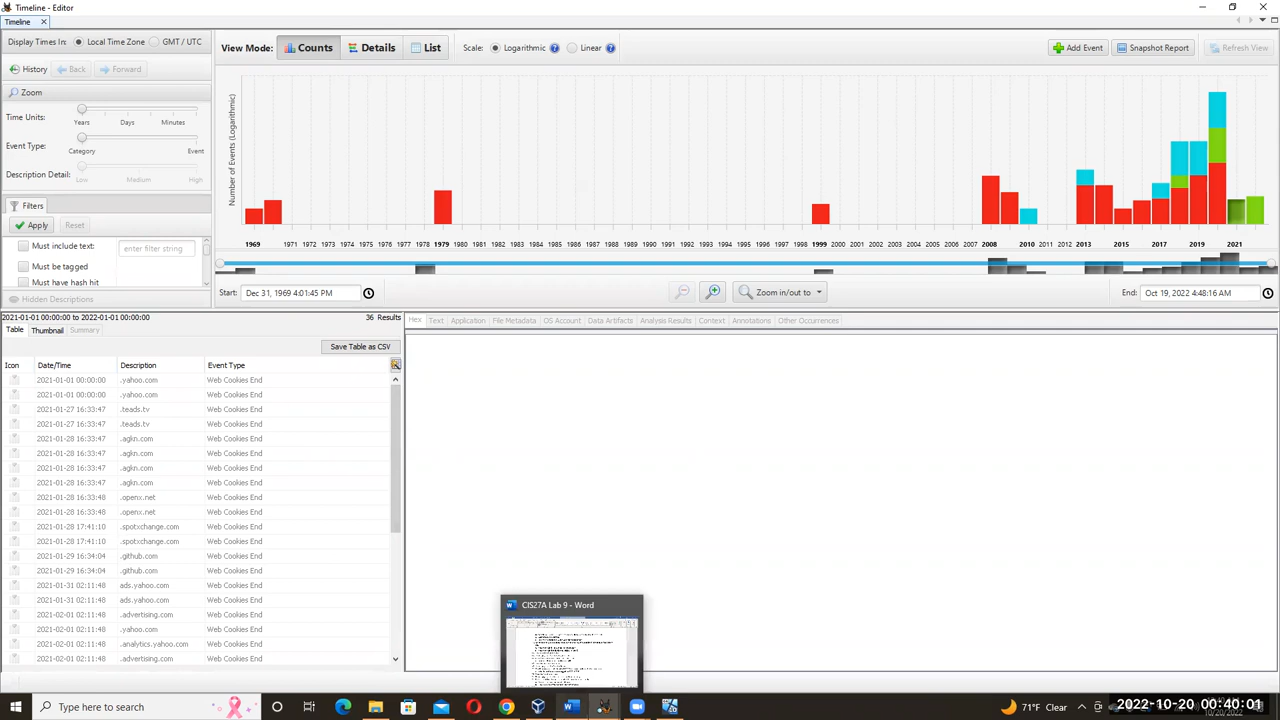 Timeline - Editor
Timeline
Display Times In: Local Time Zone GMT / UTC
History Back Forward
Zoom
Time Units:
Years Days Minutes
Event Type:
Category Event
Description Detail:
Low Medium High
Filters
Apply Reset
Must include text: enter filter string
Must be tagged
Must have hash hit
Hidden Descriptions
View Mode: Counts Details List Scale: Logarithmic Linear
Add Event Snapshot Report Refresh View
Number of Events (Logarithmic)
1969 1971 1972 1973 1974 1975 1976 1977 1978 1979 1980 1981 1982 1983 1984 1985 1986 1987 1988 1989 1990 1991 1992 1993 1994 1995 1996 1997 1998 1999 2000 2001 2002 2003 2004 2005 2006 2008 2010 2011 2013 2015 2017 2019 2021
Start: Dec 31, 1969 4:01:45 PM
Zoom in/out to
End: Oct 19, 2022 4:48:16 AM
2021-01-01 00:00:00 to 2022-01-01 00:00:00 36 Results
Table Thumbnail Summary
Save Table as CSV
Icon Date/Time Description Event Type
2021-01-01 00:00:00 .yahoo.com Web Cookies End
2021-01-01 00:00:00 .yahoo.com Web Cookies End
2021-01-27 16:33:47 .teads.tv Web Cookies End
2021-01-27 16:33:47 .teads.tv Web Cookies End
2021-01-28 16:33:47 .agkn.com Web Cookies End
2021-01-28 16:33:47 .agkn.com Web Cookies End
2021-01-28 16:33:47 .agkn.com Web Cookies End
2021-01-28 16:33:47 .agkn.com Web Cookies End
2021-01-28 16:33:48 .openx.net Web Cookies End
2021-01-28 16:33:48 .openx.net Web Cookies End
2021-01-28 17:41:10 .spotxchange.com Web Cookies End
2021-01-28 17:41:10 .spotxchange.com Web Cookies End
2021-01-29 16:34:04 .github.com Web Cookies End
2021-01-29 16:34:04 .github.com Web Cookies End
2021-01-31 02:11:48 ads.yahoo.com Web Cookies End
2021-01-31 02:11:48 ads.yahoo.com Web Cookies End
2021-02-01 02:11:48 .advertising.com Web Cookies End
2021-02-01 02:11:48 .yahoo.com Web Cookies End
2021-02-01 02:11:48 .analytics.yahoo.com Web Cookies End
2021-02-01 02:11:48 .advertising.com Web Cookies End
Hex Text Application File Metadata OS Account Data Artifacts Analysis Results Context Annotations Other Occurrences
CIS27A Lab 9 - Word
Type here to search
71°F Clear
2022-10-20 00:40:01